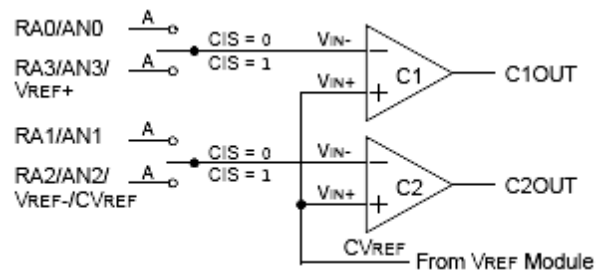 RA0/AN0 A
CIS = 0 VIN-
RA3/AN3/ A CIS = 1
VREF+
VIN+
C1 C1OUT
RA1/AN1 A
CIS = 0 VIN-
RA2/AN2/ A CIS = 1
VREF-/CVREF
VIN+
C2 C2OUT
CVREF
From VREF Module